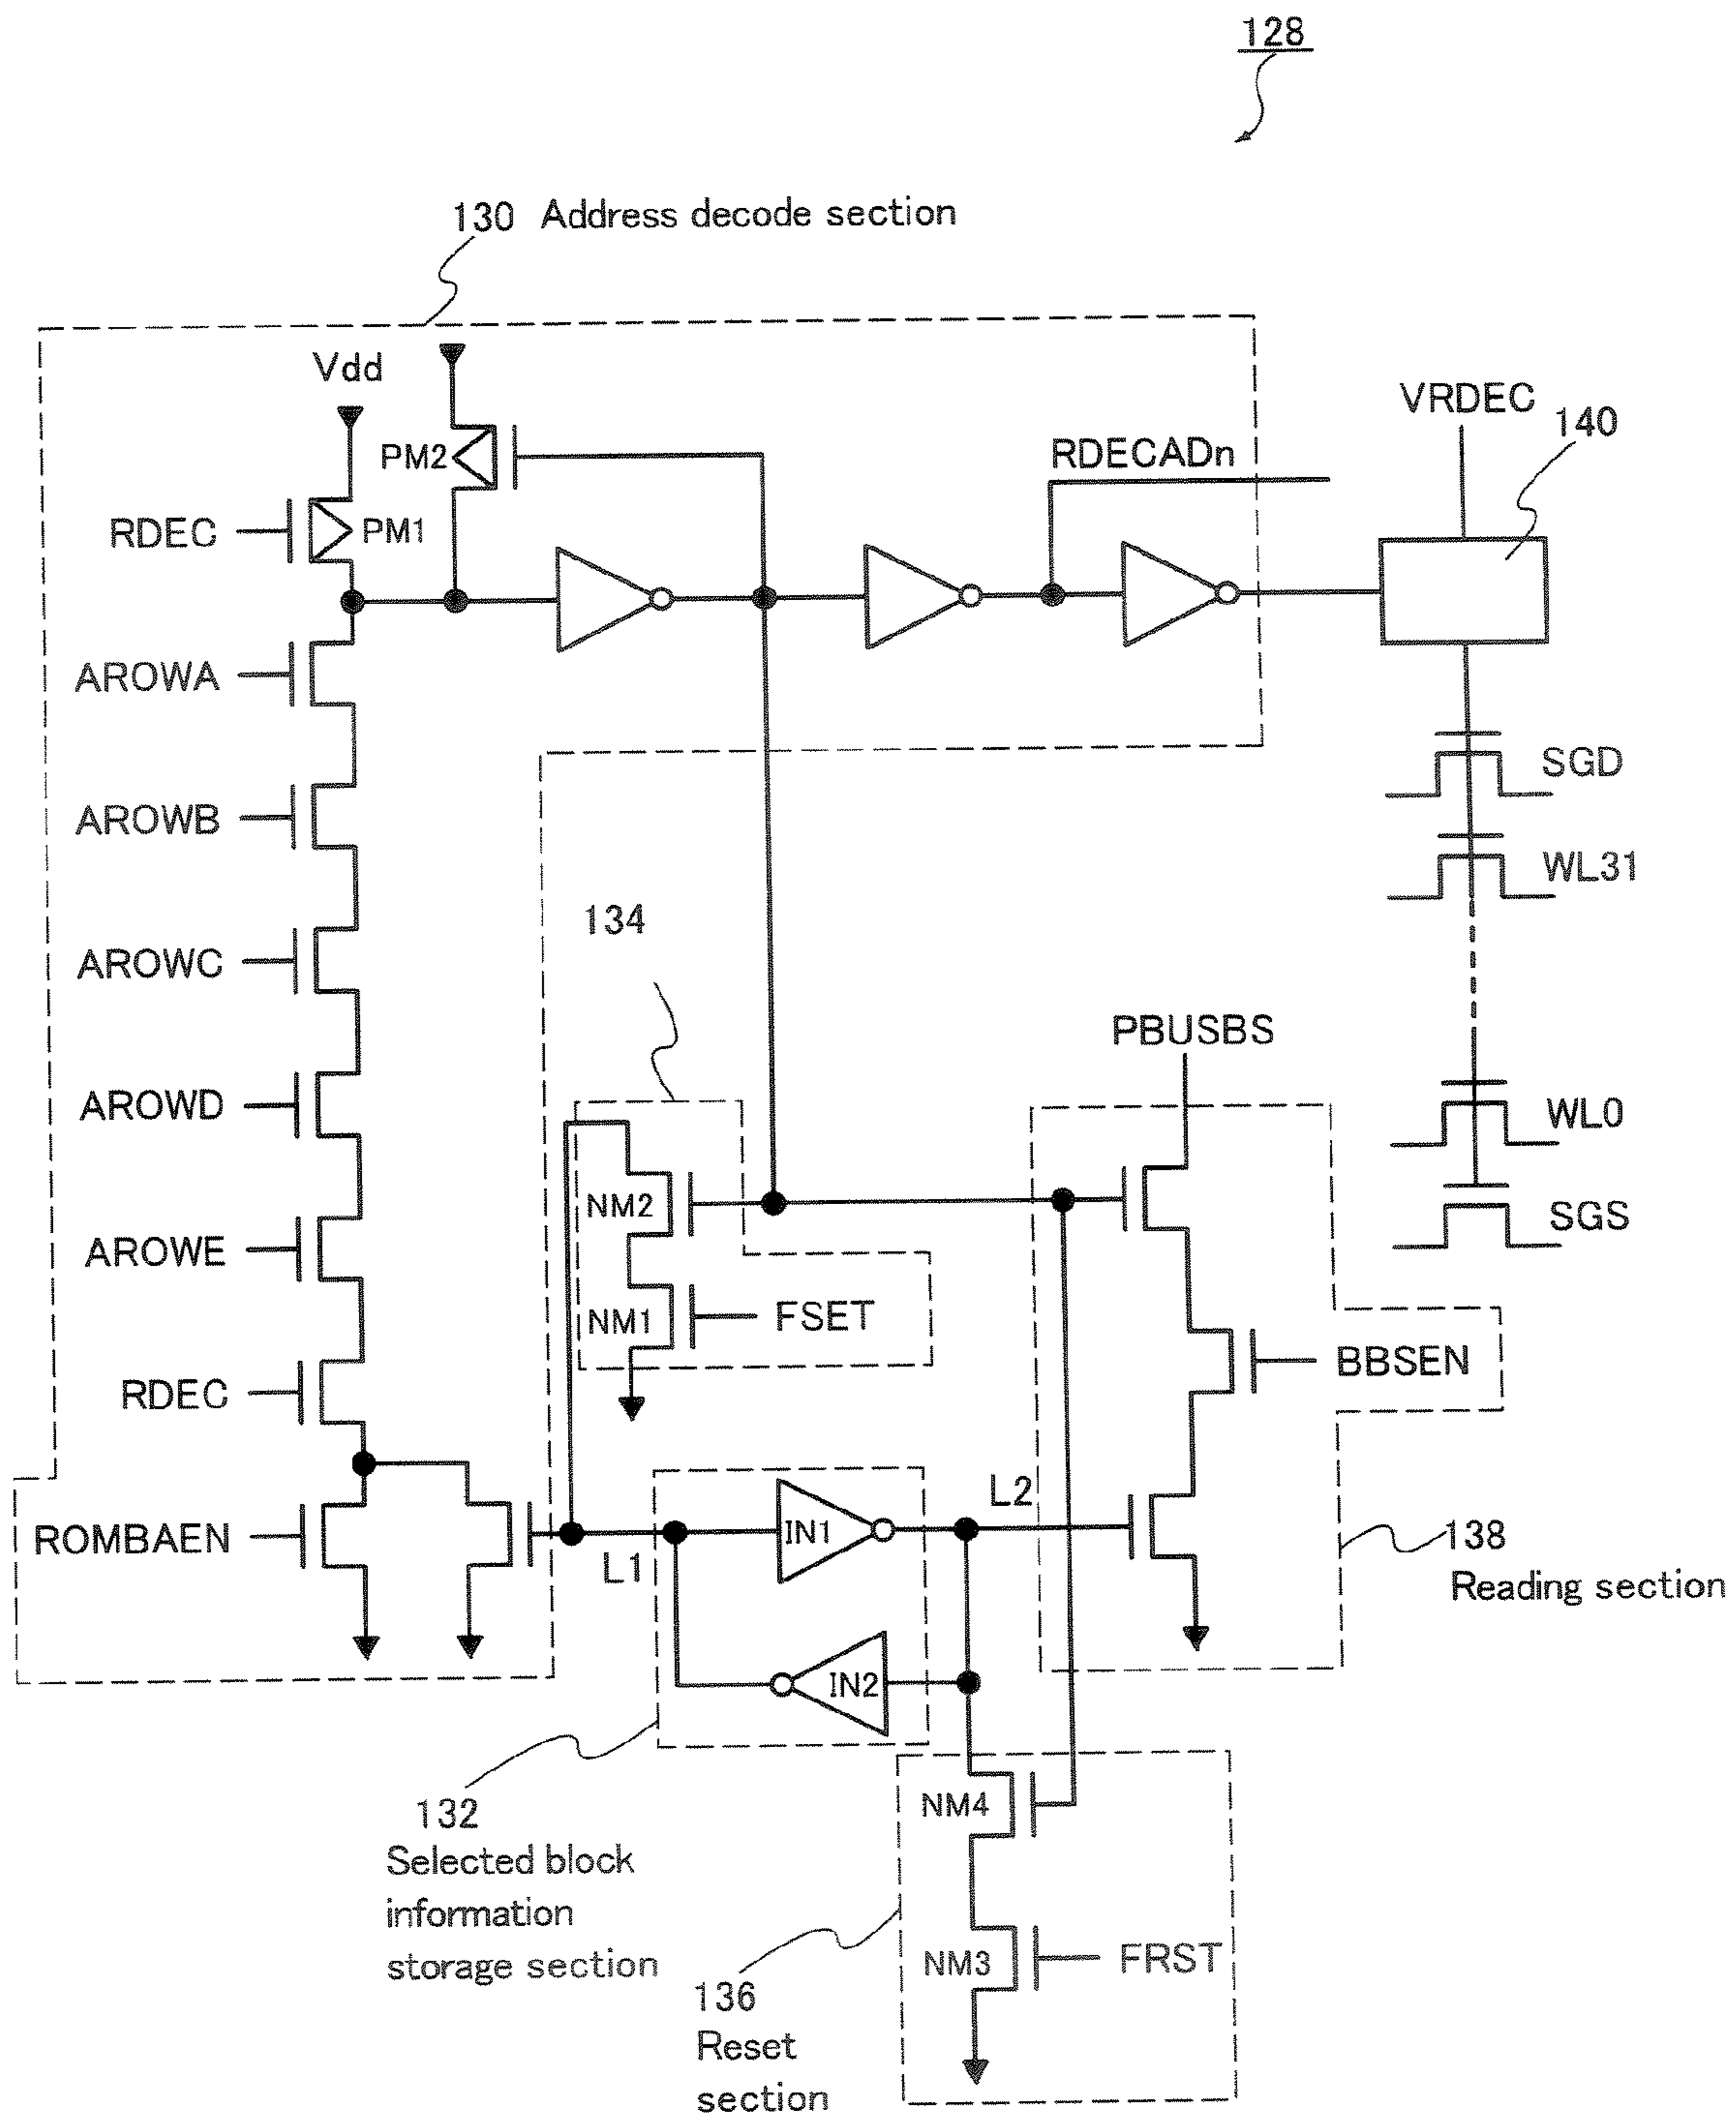 128
130 Address decode section
Vdd
VRDEC
140
PM2
RDECADn
RDEC
PM1
AROWA
SGD
AROWB
WL31
134
AROWC
PBUSBS
AROWD
WL0
NM2
SGS
AROWE
NM1
FSET
BBSEN
RDEC
L2
ROMBAEN
IN1
138
L1
Reading section
IN2
132
NM4
Selected block
information
storage section
NM3
FRST
136
Reset
section